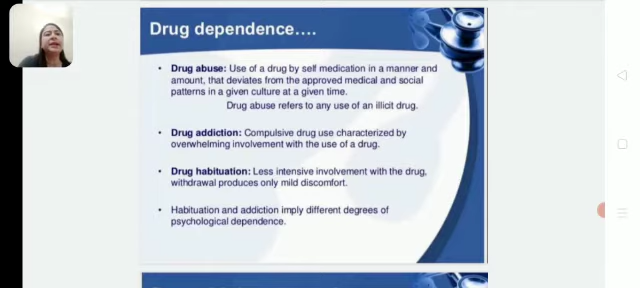 Drug dependence….
• Drug abuse: Use of a drug by self medication in a manner and
amount, that deviates from the approved medical and social
patterns in a given culture at a given time.
Drug abuse refers to any use of an illicit drug.
• Drug addiction: Compulsive drug use characterized by
overwhelming involvement with the use of a drug.
• Drug habituation: Less intensive involvement with the drug,
withdrawal produces only mild discomfort.
• Habituation and addiction imply different degrees of
psychological dependence.